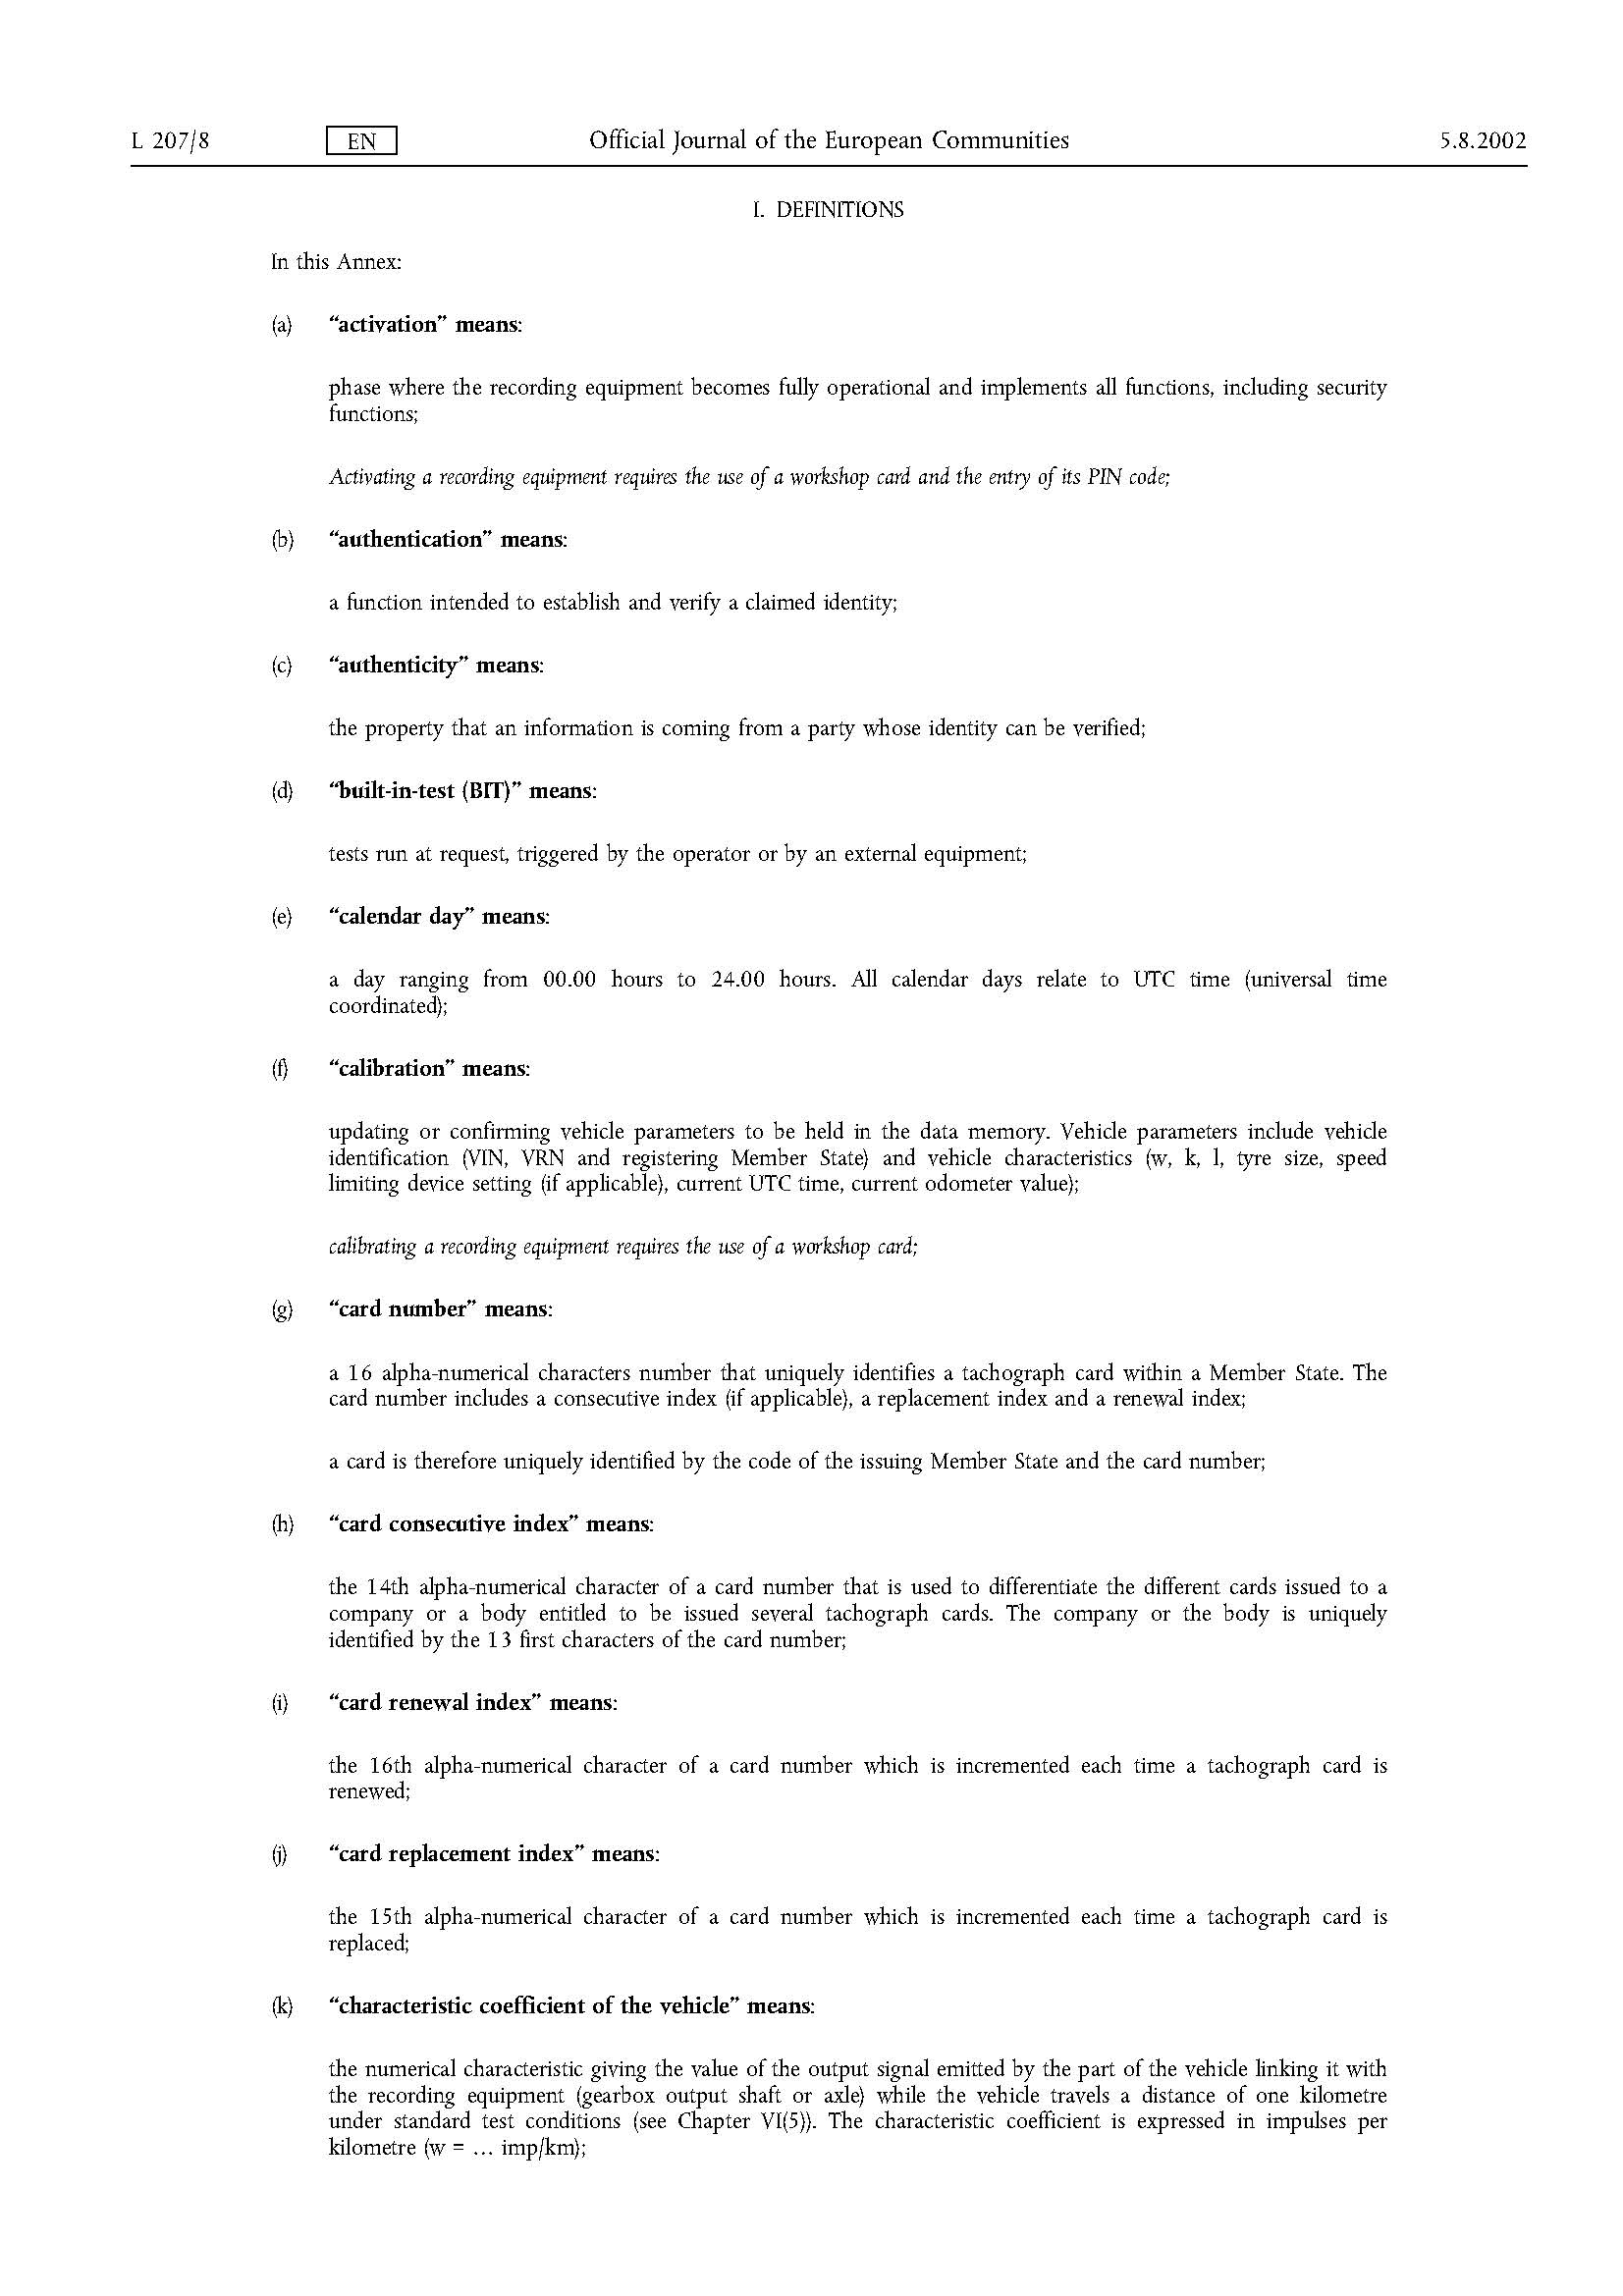 L 207/8 EN Official Journal of the European Communities 5.8.2002
I. DEFINITIONS
In this Annex:
(a) “activation” means:
phase where the recording equipment becomes fully operational and implements all functions, including security
functions;
Activating a recording equipment requires the use of a workshop card and the entry of its PIN code;
(b) “authentication” means:
a function intended to establish and verify a claimed identity;
(c) “authenticity” means:
the property that an information is coming from a party whose identity can be verified;
(d) “built-in-test (BIT)” means:
tests run at request, triggered by the operator or by an external equipment;
(e) “calendar day” means:
a day ranging from 00.00 hours to 24.00 hours. All calendar days relate to UTC time (universal time
coordinated);
(f) “calibration” means:
updating or confirming vehicle parameters to be held in the data memory. Vehicle parameters include vehicle
identification (VIN, VRN and registering Member State) and vehicle characteristics (w, k, l, tyre size, speed
limiting device setting (if applicable), current UTC time, current odometer value);
calibrating a recording equipment requires the use of a workshop card;
(g) “card number” means:
a 16 alpha-numerical characters number that uniquely identifies a tachograph card within a Member State. The
card number includes a consecutive index (if applicable), a replacement index and a renewal index;
a card is therefore uniquely identified by the code of the issuing Member State and the card number;
(h) “card consecutive index” means:
the 14th alpha-numerical character of a card number that is used to differentiate the different cards issued to a
company or a body entitled to be issued several tachograph cards. The company or the body is uniquely
identified by the 13 first characters of the card number;
(i) “card renewal index” means:
the 16th alpha-numerical character of a card number which is incremented each time a tachograph card is
renewed;
(j) “card replacement index” means:
the 15th alpha-numerical character of a card number which is incremented each time a tachograph card is
replaced;
(k) “characteristic coefficient of the vehicle” means:
the numerical characteristic giving the value of the output signal emitted by the part of the vehicle linking it with
the recording equipment (gearbox output shaft or axle) while the vehicle travels a distance of one kilometre
under standard test conditions (see Chapter VI(5)). The characteristic coefficient is expressed in impulses per
kilometre (w = … imp/km);